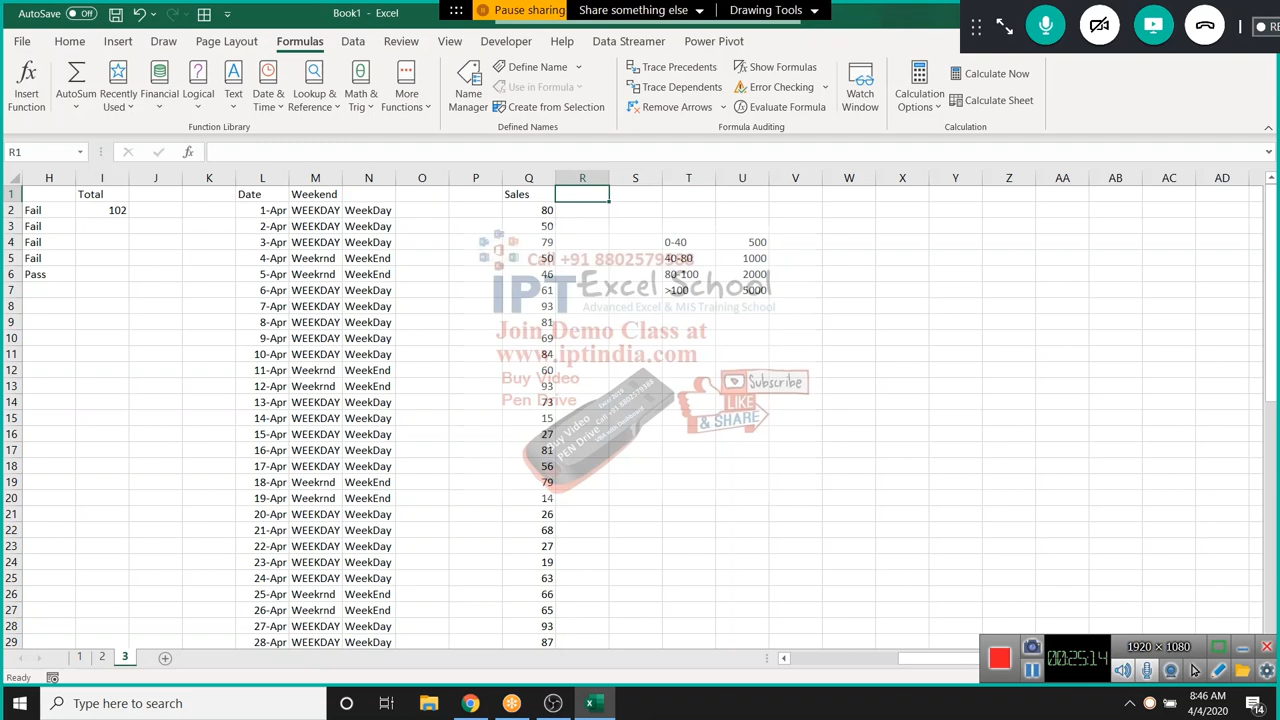 AutoSave Off Book1 - Excel Pause sharing Share something else Drawing Tools
File Home Insert Draw Page Layout Formulas Data Review View Developer Help Data Streamer Power Pivot
Insert Function AutoSum Recently Used Financial Logical Text Date & Time Lookup & Reference Math & Trig More Functions
Name Manager Define Name Use in Formula Create from Selection
Trace Precedents Trace Dependents Remove Arrows Show Formulas Error Checking Evaluate Formula Watch Window
Calculation Options Calculate Now Calculate Sheet
Function Library Defined Names Formula Auditing Calculation
R1 fx
H I J K L M N O P Q R S T U V W X Y Z AA AB AC AD
1 Total Date Weekend Sales
2 Fail 102 1-Apr WEEKDAY WeekDay 80
3 Fail 2-Apr WEEKDAY WeekDay 50
4 Fail 3-Apr WEEKDAY WeekDay 79 0-40 500
5 Fail 4-Apr Weekrnd WeekEnd 50 40-80 1000
6 Pass 5-Apr Weekrnd WeekEnd 46 80-100 2000
7 6-Apr WEEKDAY WeekDay 61 >100 5000
8 7-Apr WEEKDAY WeekDay 93
9 8-Apr WEEKDAY WeekDay 81
10 9-Apr WEEKDAY WeekDay 69
11 10-Apr WEEKDAY WeekDay 84
12 11-Apr Weekrnd WeekEnd 60
13 12-Apr Weekrnd WeekEnd 93
14 13-Apr WEEKDAY WeekDay 73
15 14-Apr WEEKDAY WeekDay 15
16 15-Apr WEEKDAY WeekDay 27
17 16-Apr WEEKDAY WeekDay 81
18 17-Apr WEEKDAY WeekDay 56
19 18-Apr Weekrnd WeekEnd 79
20 19-Apr Weekrnd WeekEnd 14
21 20-Apr WEEKDAY WeekDay 26
22 21-Apr WEEKDAY WeekDay 68
23 22-Apr WEEKDAY WeekDay 27
24 23-Apr WEEKDAY WeekDay 19
25 24-Apr WEEKDAY WeekDay 63
26 25-Apr Weekrnd WeekEnd 66
27 26-Apr Weekrnd WeekEnd 65
28 27-Apr WEEKDAY WeekDay 93
29 28-Apr WEEKDAY WeekDay 87
IPT Excel School
Advanced Excel & MIS Training School
Join Demo Class at
www.iptindia.com
Buy Video
Pen Drive
Subscribe
LIKE
& SHARE
1 2 3
1920 × 1080
00:25:14
Ready
Type here to search
8:46 AM
4/4/2020
14